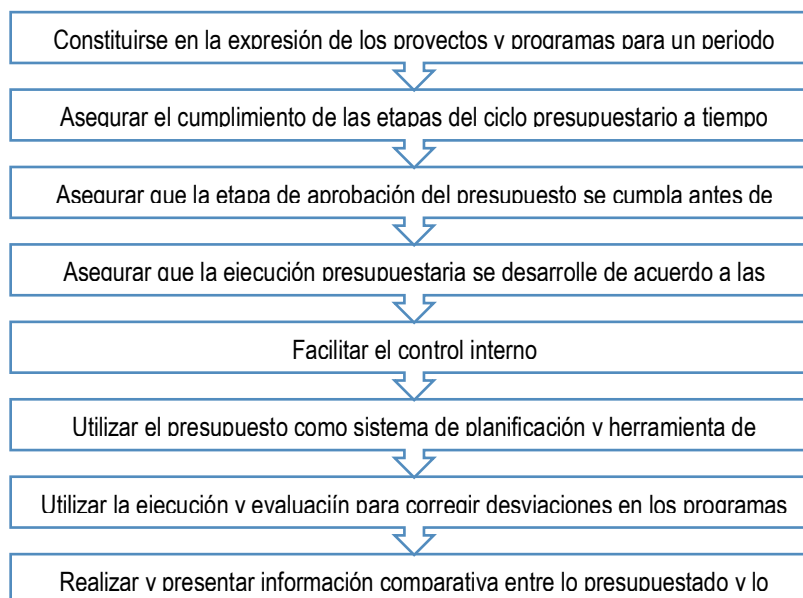 Constituirse en la expresión de los proyectos y programas para un periodo
Asegurar el cumplimiento de las etapas del ciclo presupuestario a tiempo
Asegurar que la etapa de aprobación del presupuesto se cumpla antes de
Asegurar que la ejecución presupuestaria se desarrolle de acuerdo a las
Facilitar el control interno
Utilizar el presupuesto como sistema de planificación y herramienta de
Utilizar la ejecución y evaluaciín para corregir desviaciones en los programas
Realizar y presentar información comparativa entre lo presupuestado y lo